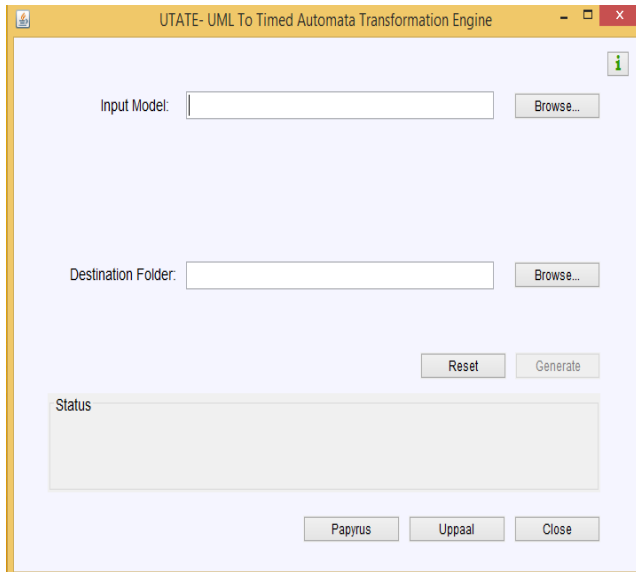 UTATE- UML To Timed Automata Transformation Engine
i
Input Model:
Browse...
Destination Folder:
Browse...
Reset
Generate
Status
Papyrus
Uppaal
Close